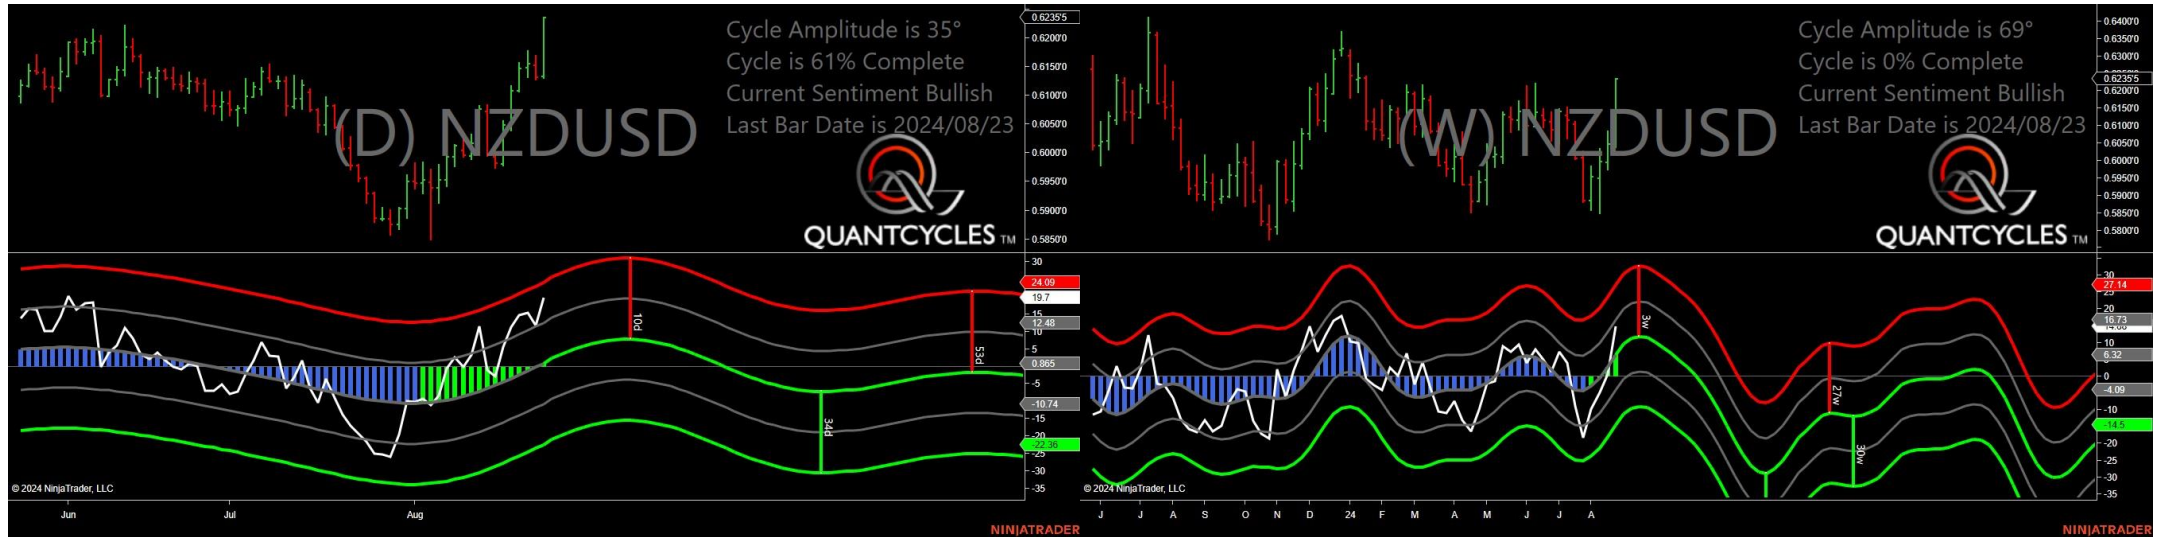 Cycle Amplitude is 35°
Cycle is 61% Complete
Current Sentiment Bullish
Last Bar Date is 2024/08/23
(D) NZDUSD
QUANTCYCLES TM
0.6235'5
0.6200'0
0.6150'0
0.6100'0
0.6050'0
0.6000'0
0.5950'0
0.5900'0
0.5850'0
30
24.09
19.7
15
12.48
10
5
0.865
-5
-10.74
-15
-20
-22.36
-25
-30
-35
10d
34d
53d
© 2024 NinjaTrader, LLC
Jun Jul Aug
NINJATRADER
Cycle Amplitude is 69°
Cycle is 0% Complete
Current Sentiment Bullish
Last Bar Date is 2024/08/23
(W) NZDUSD
QUANTCYCLES TM
0.6400'0
0.6350'0
0.6300'0
0.6235'5
0.6200'0
0.6150'0
0.6100'0
0.6050'0
0.6000'0
0.5950'0
0.5900'0
0.5850'0
0.5800'0
30
27.14
25
16.73
10
6.32
0
-4.09
-10
-14.5
-20
-25
-30
-35
3w
27w
30w
© 2024 NinjaTrader, LLC
J J A S O N D 24 F M A M J J A
NINJATRADER